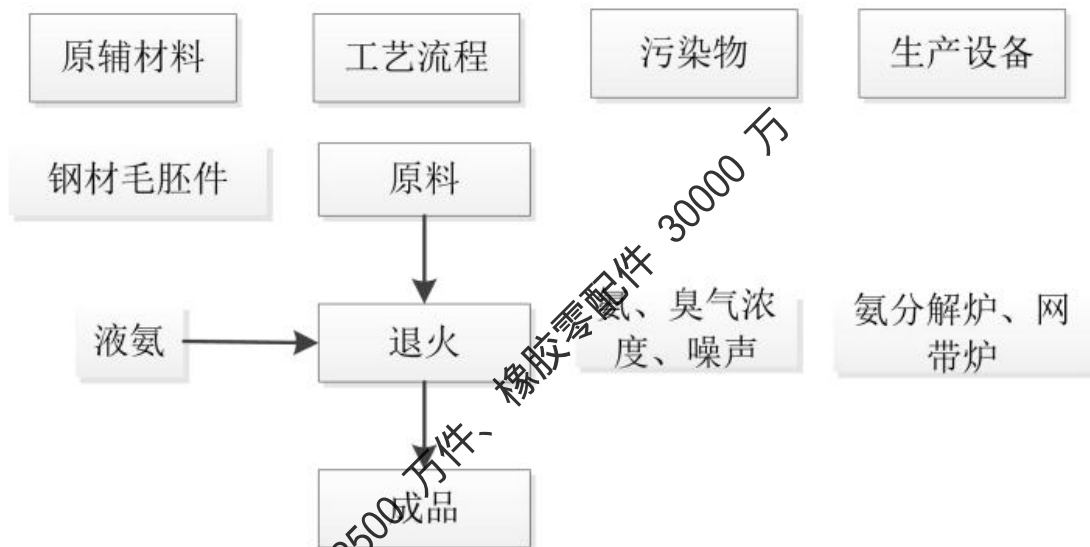 原辅材料
工艺流程
污染物
生产设备
钢材毛胚件
原料
液氨
退火
氨、臭气浓
度、噪声
氨分解炉、网
带炉
成品
8500 万件、橡胶零配件 30000 万